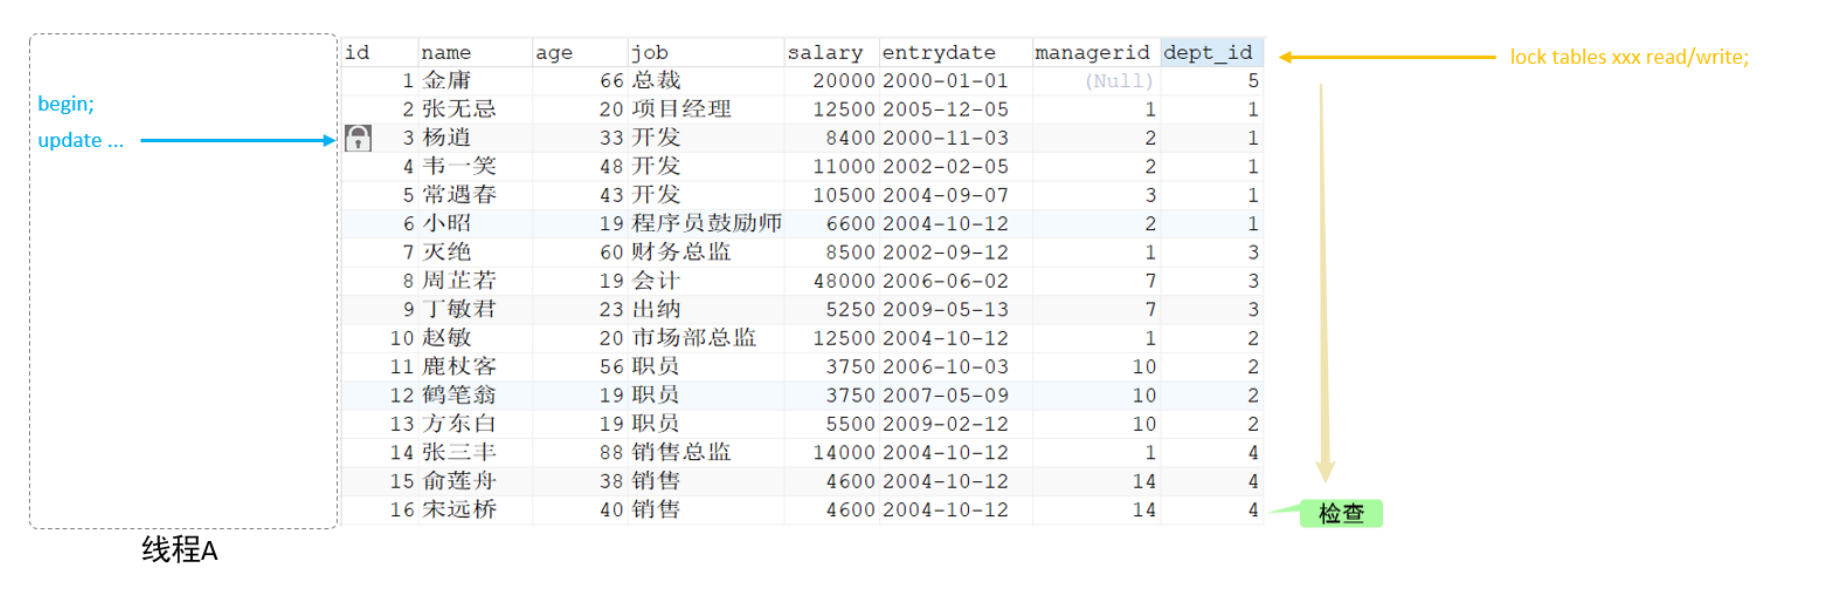 id name age job salary entrydate managerid dept_id
lock tables xxx read/write;
1 金庸 66 总裁 20000 2000-01-01 (Null) 5
begin;
2 张无忌 20 项目经理 12500 2005-12-05 1 1
update ...
3 杨逍 33 开发 8400 2000-11-03 2 1
4 韦一笑 48 开发 11000 2002-02-05 2 1
5 常遇春 43 开发 10500 2004-09-07 3 1
6 小昭 19 程序员鼓励师 6600 2004-10-12 2 1
7 灭绝 60 财务总监 8500 2002-09-12 1 3
8 周芷若 19 会计 48000 2006-06-02 7 3
9 丁敏君 23 出纳 5250 2009-05-13 7 3
10 赵敏 20 市场部总监 12500 2004-10-12 1 2
11 鹿杖客 56 职员 3750 2006-10-03 10 2
12 鹤笔翁 19 职员 3750 2007-05-09 10 2
13 方东白 19 职员 5500 2009-02-12 10 2
14 张三丰 88 销售总监 14000 2004-10-12 1 4
15 俞莲舟 38 销售 4600 2004-10-12 14 4
16 宋远桥 40 销售 4600 2004-10-12 14 4
检查
线程A